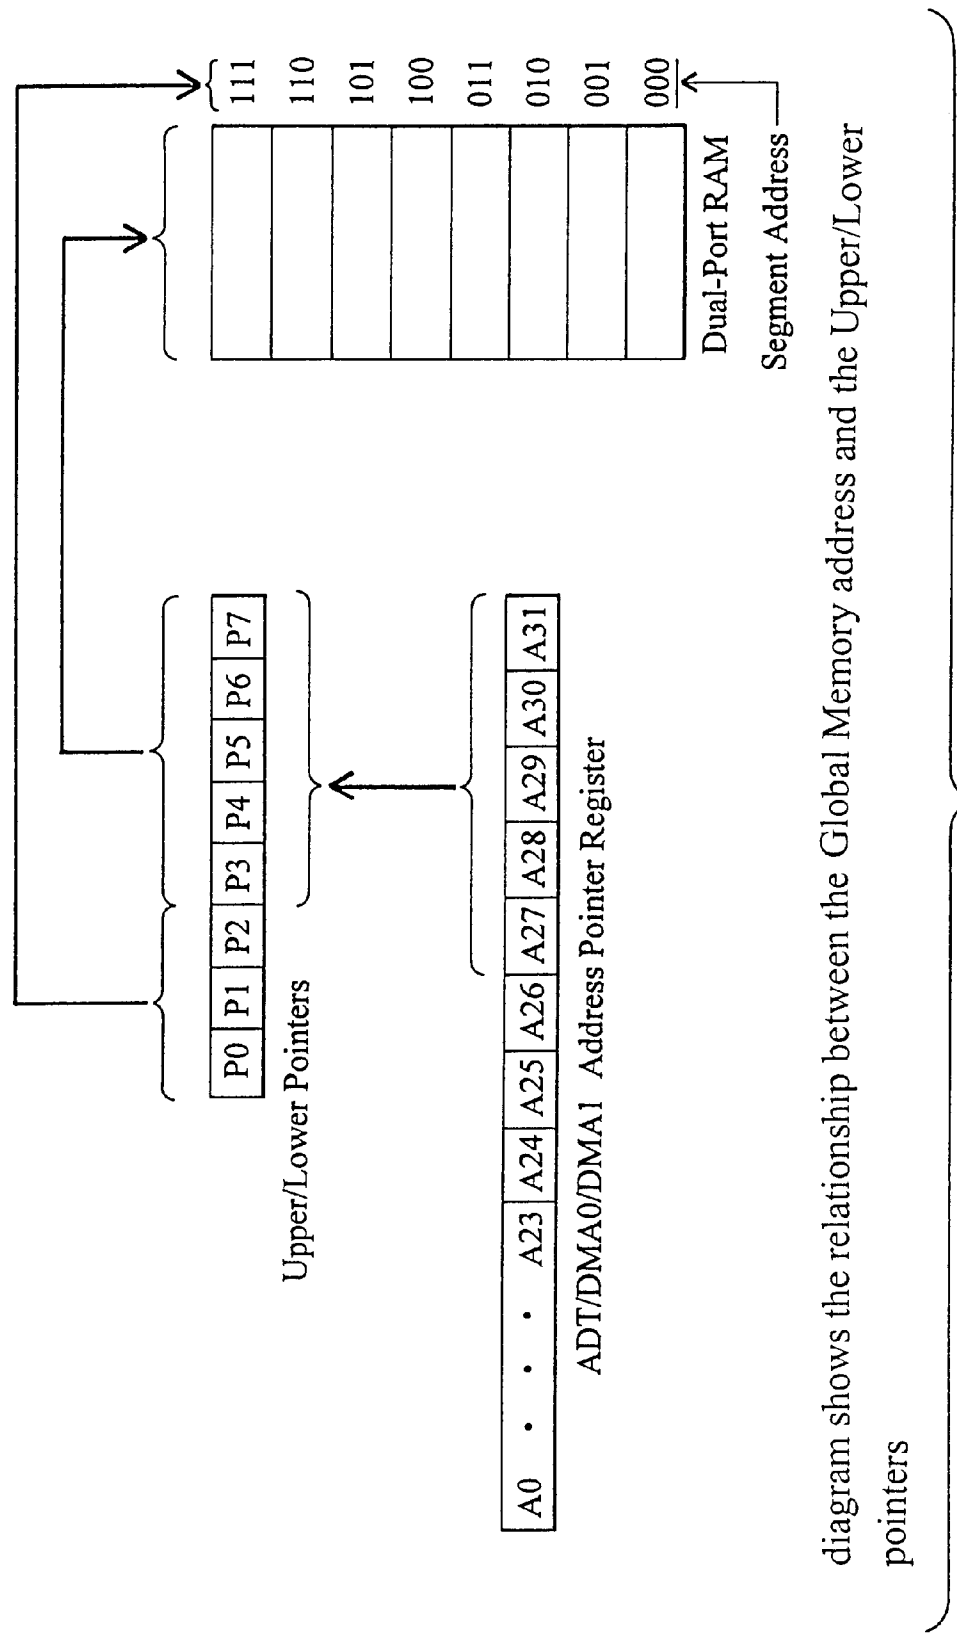 P0 P1 P2 P3 P4 P5 P6 P7
Upper/Lower Pointers
A0 . . . A23 A24 A25 A26 A27 A28 A29 A30 A31
ADT/DMA0/DMA1 Address Pointer Register
111
110
101
100
011
010
001
000
Dual-Port RAM
Segment Address
diagram shows the relationship between the Global Memory address and the Upper/Lower
pointers